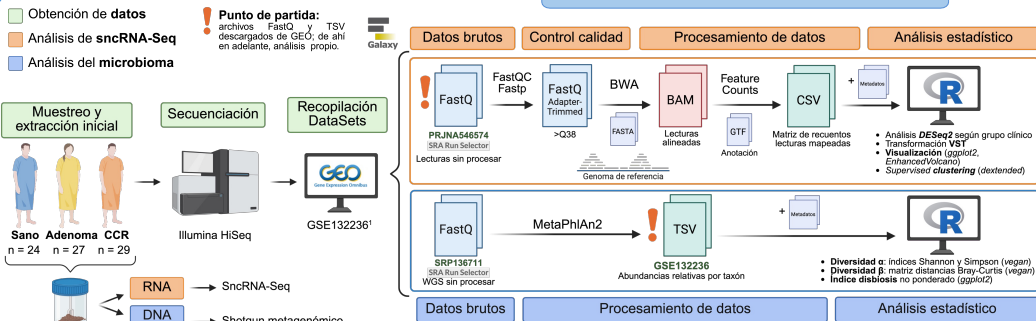 Obtención de datos
Análisis de sncRNA-Seq
Análisis del microbioma
Punto de partida:
archivos FastQ y TSV
descargados de GEO; de ahí
en adelante, análisis propio.
Galaxy
Muestreo y
extracción inicial
Secuenciación
Recopilación
DataSets
Sano Adenoma CCR
n = 24 n = 27 n = 29
Illumina HiSeq
GEO
Gene Expression Omnibus
GSE132236¹
RNA
SncRNA-Seq
DNA
Shotgun metagenómico
Datos brutos
Control calidad
Procesamiento de datos
Análisis estadístico
FastQ
PRJNA546574
SRA Run Selector
Lecturas sin procesar
FastQC
Fastp
FastQ
Adapter-
Trimmed
>Q38
BWA
FASTA
Genoma de referencia
BAM
Lecturas
alineadas
Feature
Counts
GTF
Anotación
CSV
Matriz de recuentos
lecturas mapeadas
+
Metadatos
R
• Análisis DESeq2 según grupo clínico
• Transformación VST
• Visualización (ggplot2,
EnhancedVolcano)
• Supervised clustering (dextended)
FastQ
SRP136711
SRA Run Selector
WGS sin procesar
MetaPhlAn2
TSV
GSE132236
Abundancias relativas por taxón
+
Metadatos
R
• Diversidad α: índices Shannon y Simpson (vegan)
• Diversidad β: matriz distancias Bray-Curtis (vegan)
• Índice disbiosis no ponderado (ggplot2)
Datos brutos
Procesamiento de datos
Análisis estadístico